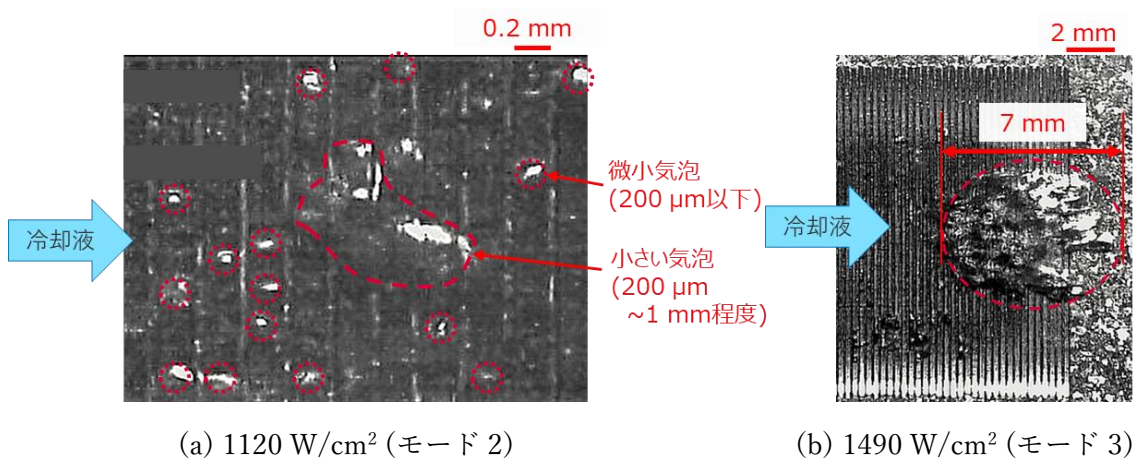 0.2 mm
2 mm
7 mm
微小気泡
(200 µm以下)
冷却液
冷却液
小さい気泡
(200 µm
~1 mm程度)
(a) 1120 W/cm² (モード 2)
(b) 1490 W/cm² (モード 3)